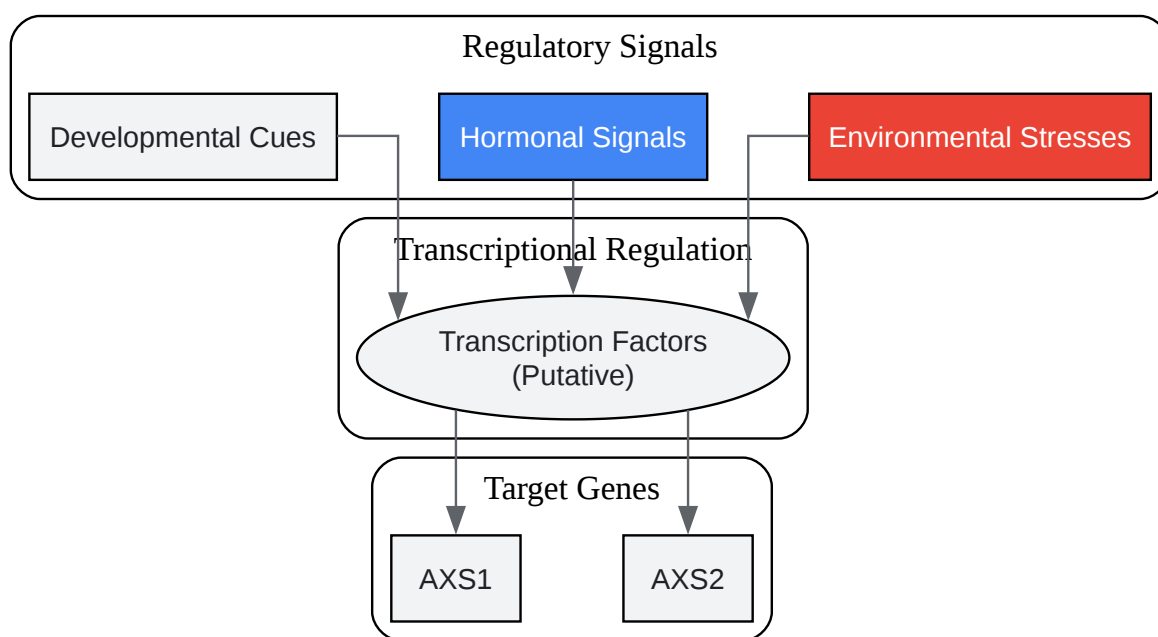 Regulatory Signals
Developmental Cues
Hormonal Signals
Environmental Stresses
Transcriptional Regulation
Transcription Factors
(Putative)
Target Genes
AXS1
AXS2